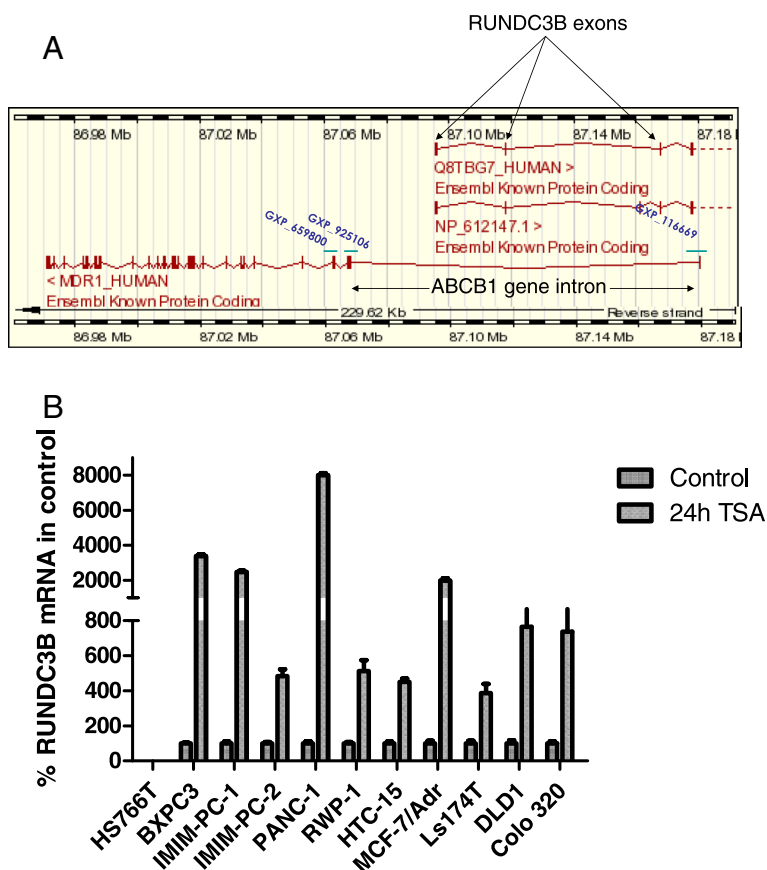 A
RUNDC3B exons
86.98 Mb 87.02 Mb 87.06 Mb 87.10 Mb 87.14 Mb 87.18
Q8TBG7_HUMAN >
Ensembl Known Protein Coding
GXP_659800
GXP_925106
GXP_116669
NP_612147.1 >
Ensembl Known Protein Coding
< MDR1_HUMAN
ABCB1 gene intron
Ensembl Known Protein Coding
229.62 Kb Reverse strand
86.98 Mb 87.02 Mb 87.06 Mb 87.10 Mb 87.14 Mb 87.18
B
% RUNDC3B mRNA in control
8000
6000
4000
2000
800
600
400
200
0
Control
24h TSA
HS766T
BXPC3
IMIM-PC-1
IMIM-PC-2
PANC-1
RWP-1
HTC-15
MCF-7/Adr
Ls174T
DLD1
Colo 320